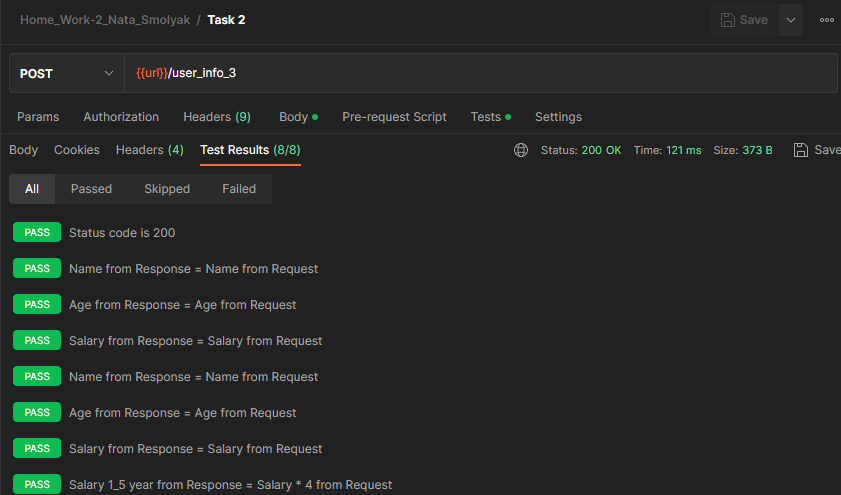 Home_Work-2_Nata_Smolyak / Task 2 Save
POST {{url}}/user_info_3
Params Authorization Headers (9) Body Pre-request Script Tests Settings
Body Cookies Headers (4) Test Results (8/8) Status: 200 OK Time: 121 ms Size: 373 B Save
All Passed Skipped Failed
PASS Status code is 200
PASS Name from Response = Name from Request
PASS Age from Response = Age from Request
PASS Salary from Response = Salary from Request
PASS Name from Response = Name from Request
PASS Age from Response = Age from Request
PASS Salary from Response = Salary from Request
PASS Salary 1_5 year from Response = Salary * 4 from Request